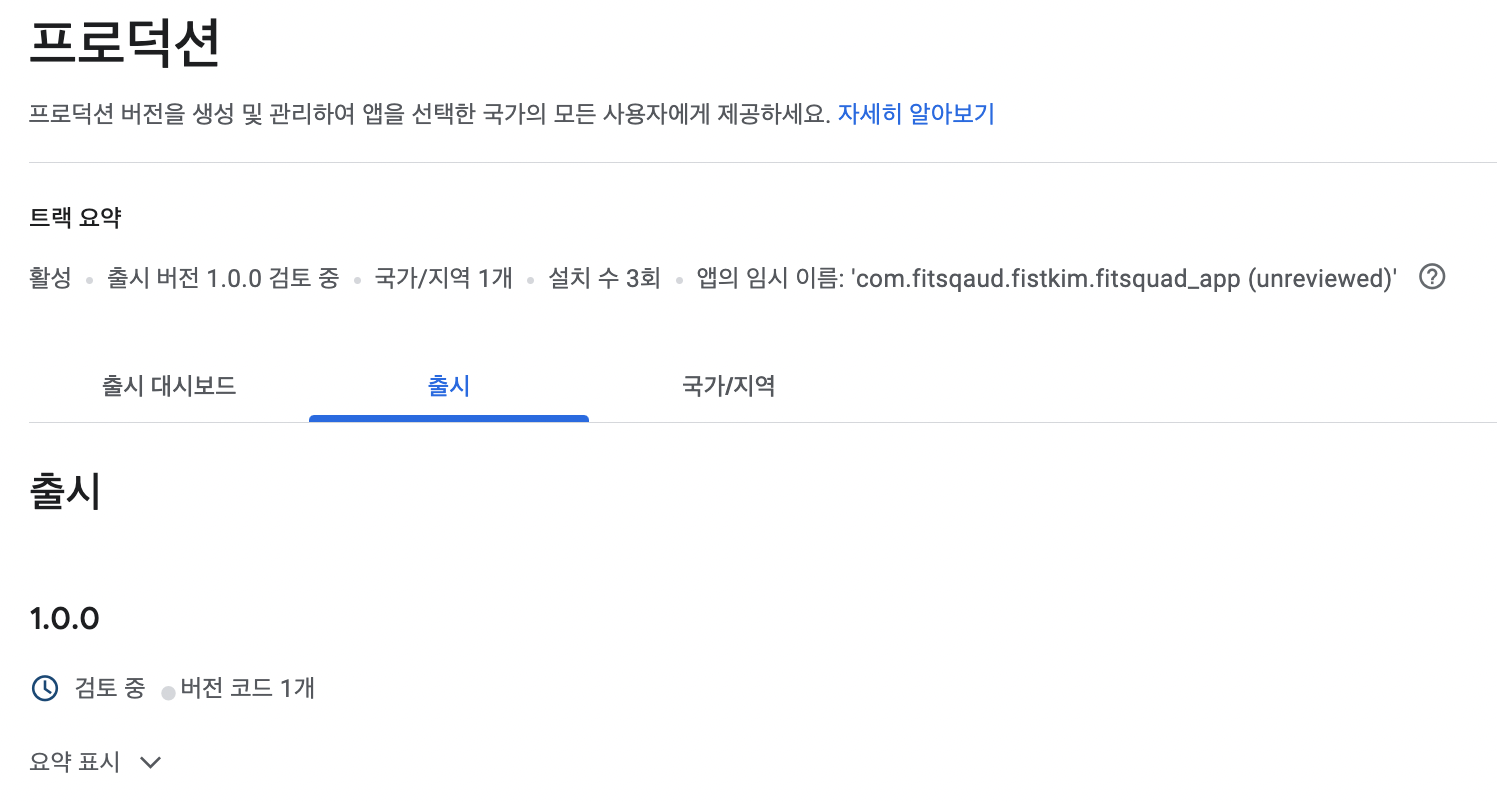 프로덕션
프로덕션 버전을 생성 및 관리하여 앱을 선택한 국가의 모든 사용자에게 제공하세요. 자세히 알아보기
트랙 요약
활성 • 출시 버전 1.0.0 검토 중 • 국가/지역 1개 • 설치 수 3회 • 앱의 임시 이름: 'com.fitsqaud.fistkim.fitsquad_app (unreviewed)' ?
출시 대시보드 출시 국가/지역
출시
1.0.0
검토 중 • 버전 코드 1개
요약 표시